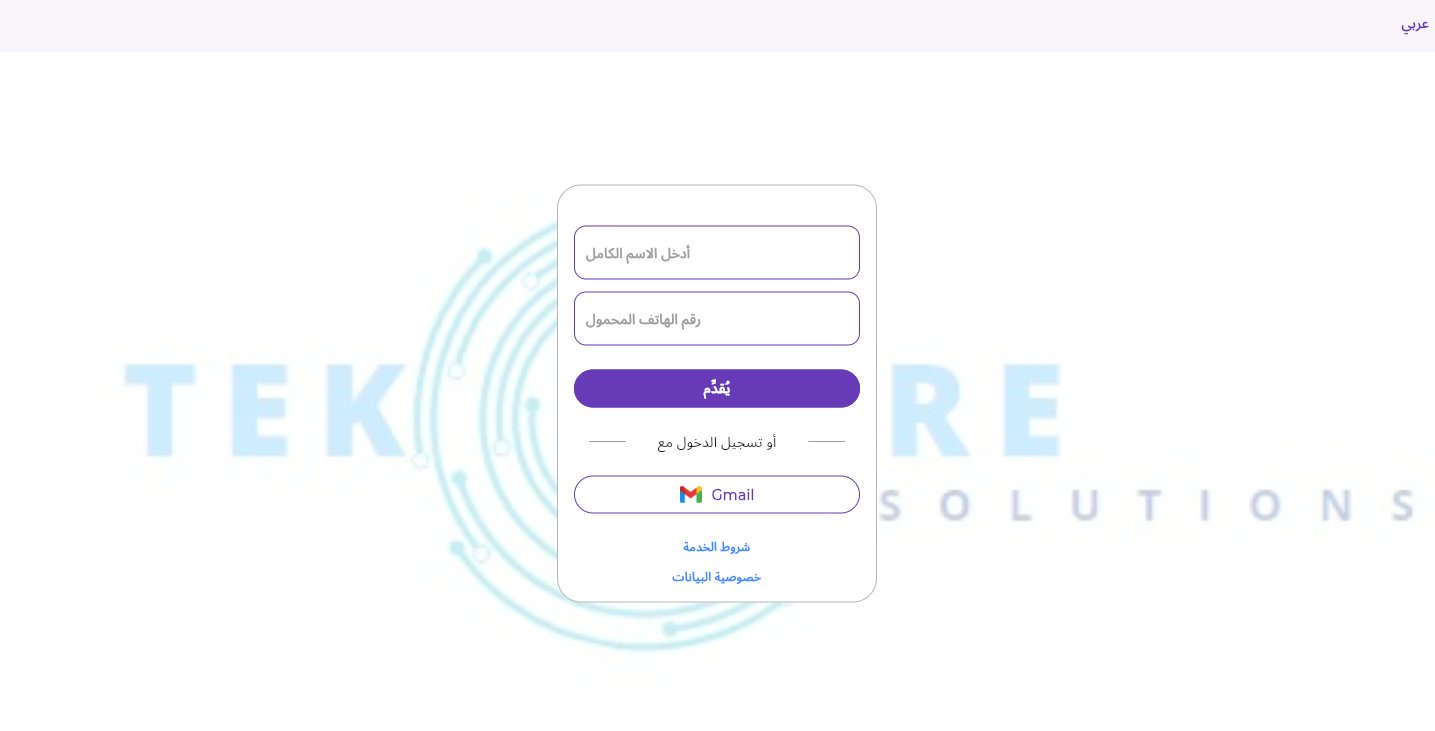 عربي
أدخل الاسم الكامل
رقم الهاتف المحمول
يُقدِّم
أو تسجيل الدخول مع
Gmail
شروط الخدمة
خصوصية البيانات
TEK RE
SOLUTIONS